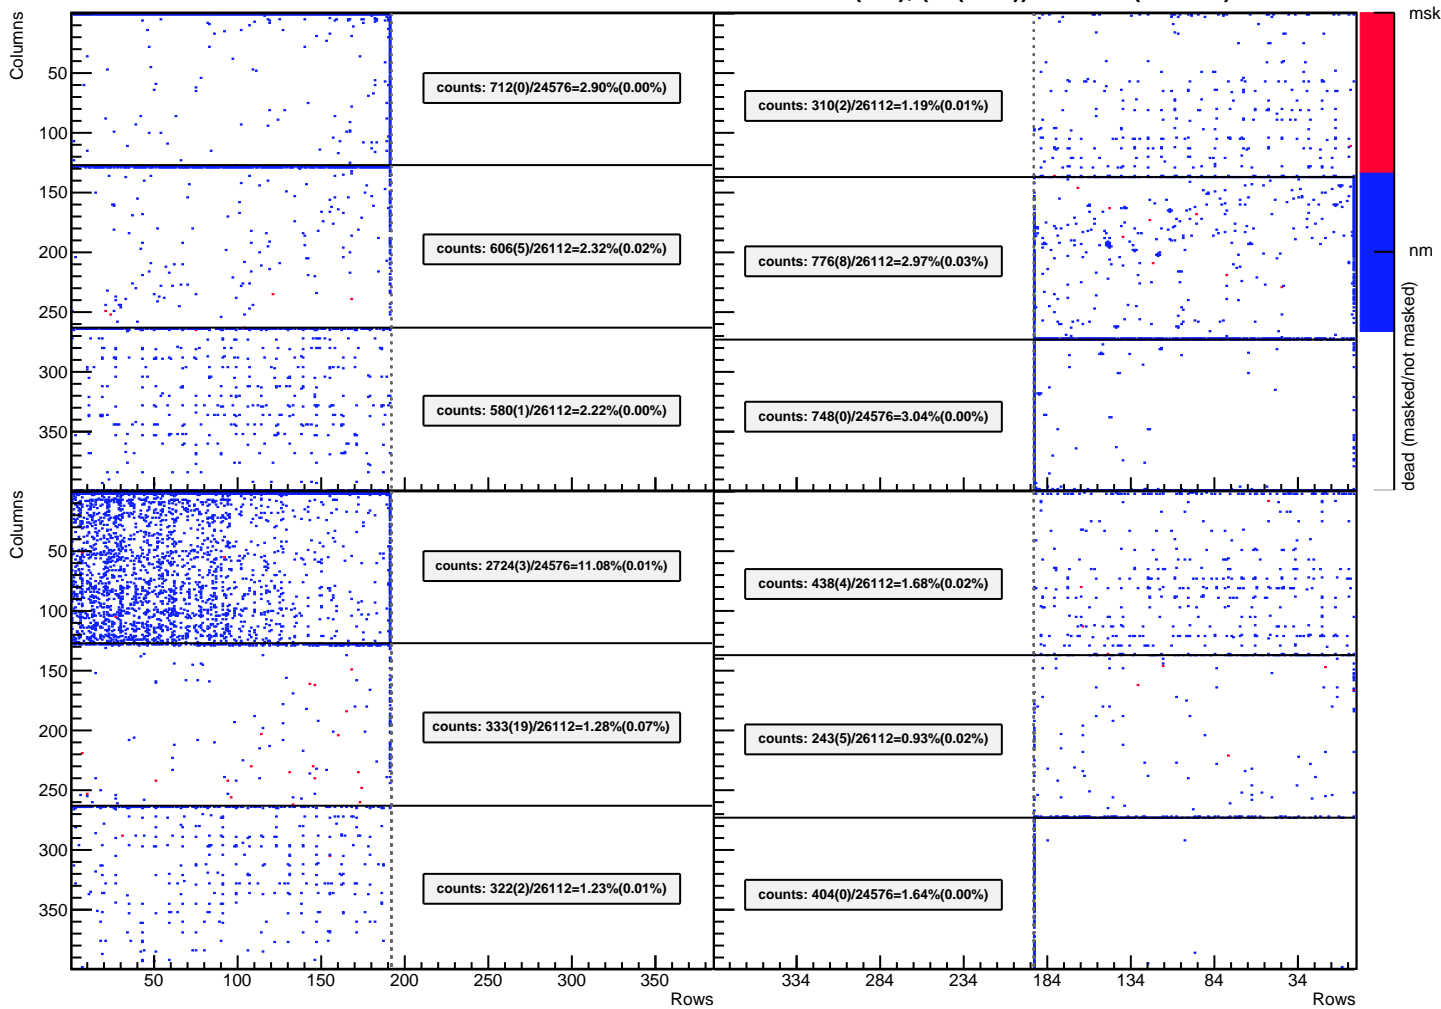 msk
Columns
50
counts: 712(0)/24576=2.90%(0.00%)
counts: 310(2)/26112=1.19%(0.01%)
100
150
200
counts: 606(5)/26112=2.32%(0.02%)
counts: 776(8)/26112=2.97%(0.03%)
nm
250
300
350
counts: 580(1)/26112=2.22%(0.00%)
counts: 748(0)/24576=3.04%(0.00%)
dead (masked/not masked)
Columns
50
counts: 2724(3)/24576=11.08%(0.01%)
counts: 438(4)/26112=1.68%(0.02%)
100
150
200
counts: 333(19)/26112=1.28%(0.07%)
counts: 243(5)/26112=0.93%(0.02%)
250
300
350
counts: 322(2)/26112=1.23%(0.01%)
counts: 404(0)/24576=1.64%(0.00%)
50 100 150 200 250 300 350
334 284 234 184 134 84 34
Rows
Rows